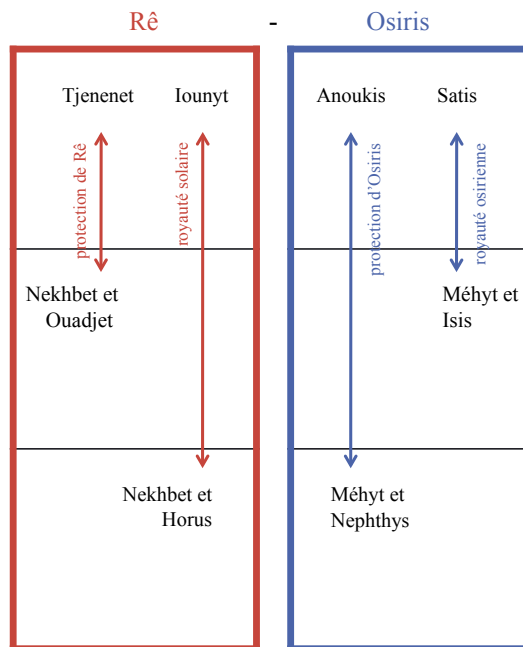 Rê - Osiris
Tjenenet Iounyt Anoukis Satis
protection de Rê
royauté solaire
protection d'Osiris
royauté osirienne
Nekhbet et
Ouadjet
Méhyt et
Isis
Nekhbet et
Horus
Méhyt et
Nephthys